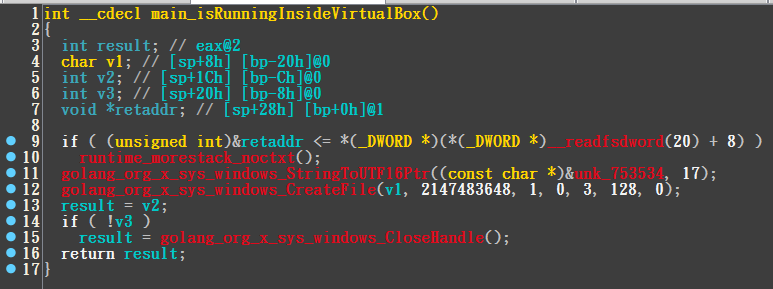 1 int __cdecl main_isRunningInsideVirtualBox()
2 {
3 int result; // eax@2
4 char v1; // [sp+8h] [bp-20h]@0
5 int v2; // [sp+1Ch] [bp-Ch]@0
6 int v3; // [sp+20h] [bp-8h]@0
7 void *retaddr; // [sp+28h] [bp+0h]@1
8
9 if ( (unsigned int)&retaddr <= *(_DWORD *)(*(_DWORD *)__readfsdword(20) + 8) )
10 runtime_morestack_noctxt();
11 golang_org_x_sys_windows_StringToUTF16Ptr((const char *)&unk_753534, 17);
12 golang_org_x_sys_windows_CreateFile(v1, 2147483648, 1, 0, 3, 128, 0);
13 result = v2;
14 if ( !v3 )
15 result = golang_org_x_sys_windows_CloseHandle();
16 return result;
17 }